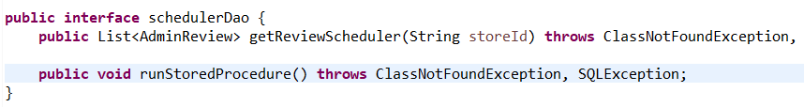 public interface schedulerDao {
    public List<AdminReview> getReviewScheduler(String storeId) throws ClassNotFoundException,
    public void runStoredProcedure() throws ClassNotFoundException, SQLException;
}